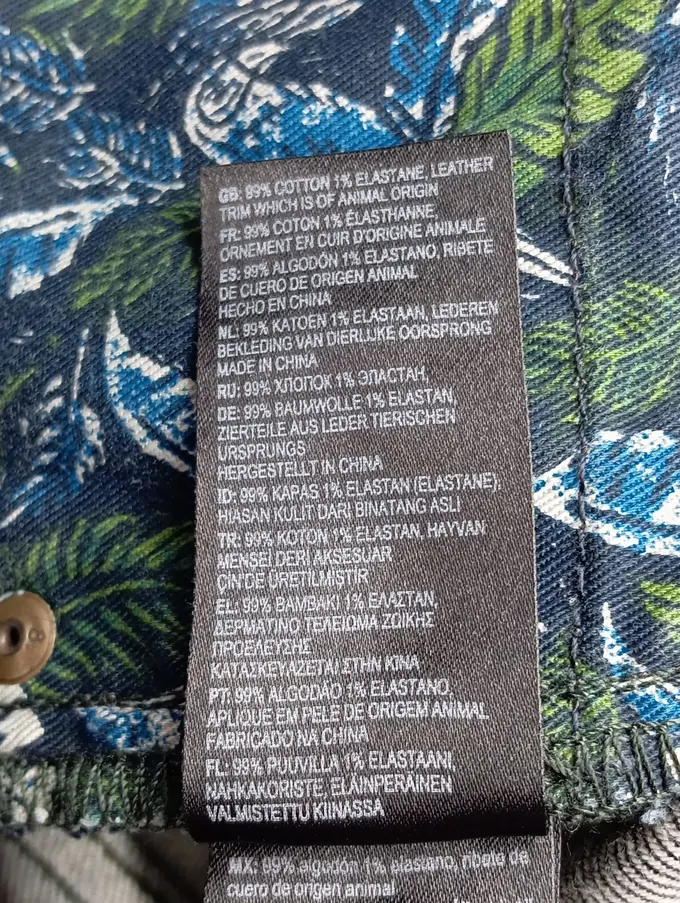 GB: 99% COTTON 1% ELASTANE, LEATHER
TRIM WHICH IS OF ANIMAL ORIGIN
FR: 99% COTON 1% ÉLASTHANNE,
ORNEMENT EN CUIR D'ORIGINE ANIMALE
ES: 99% ALGODÓN 1% ELASTANO, RIBETE
DE CUERO DE ORIGEN ANIMAL
HECHO EN CHINA
NL: 99% KATOEN 1% ELASTAAN, LEDEREN
BEKLEDING VAN DIERLIJKE OORSPRONG
MADE IN CHINA
RU: 99% ХЛОПОК 1% ЭЛАСТАН,
DE: 99% BAUMWOLLE 1% ELASTAN,
ZIERTEILE AUS LEDER TIERISCHEN
URSPRUNGS
HERGESTELLT IN CHINA
ID: 99% KAPAS 1% ELASTAN (ELASTANE),
HIASAN KULIT DARI BINATANG ASLI
TR: 99% KOTON 1% ELASTAN, HAYVAN
MENSEİ DERİ AKSESUAR
ÇİN'DE ÜRETİLMİŞTİR
EL: 99% ΒΑΜΒΑΚΙ 1% ΕΛΑΣΤΑΝ,
ΔΕΡΜΑΤΙΝΟ ΤΕΛΕΙΩΜΑ ΖΩΙΚΗΣ
ΠΡΟΕΛΕΥΣΗΣ
ΚΑΤΑΣΚΕΥΑΖΕΤΑΙ ΣΤΗΝ ΚΙΝΑ
PT: 99% ALGODÃO 1% ELASTANO,
APLIQUE EM PELE DE ORIGEM ANIMAL
FABRICADO NA CHINA
FL: 99% PUUVILLA 1% ELASTAANI,
NAHKAKORISTE, ELÄINPERÄINEN
VALMISTETTU KIINASSA
MX: 99% algodón 1% elastano, ribete de
cuero de origen animal